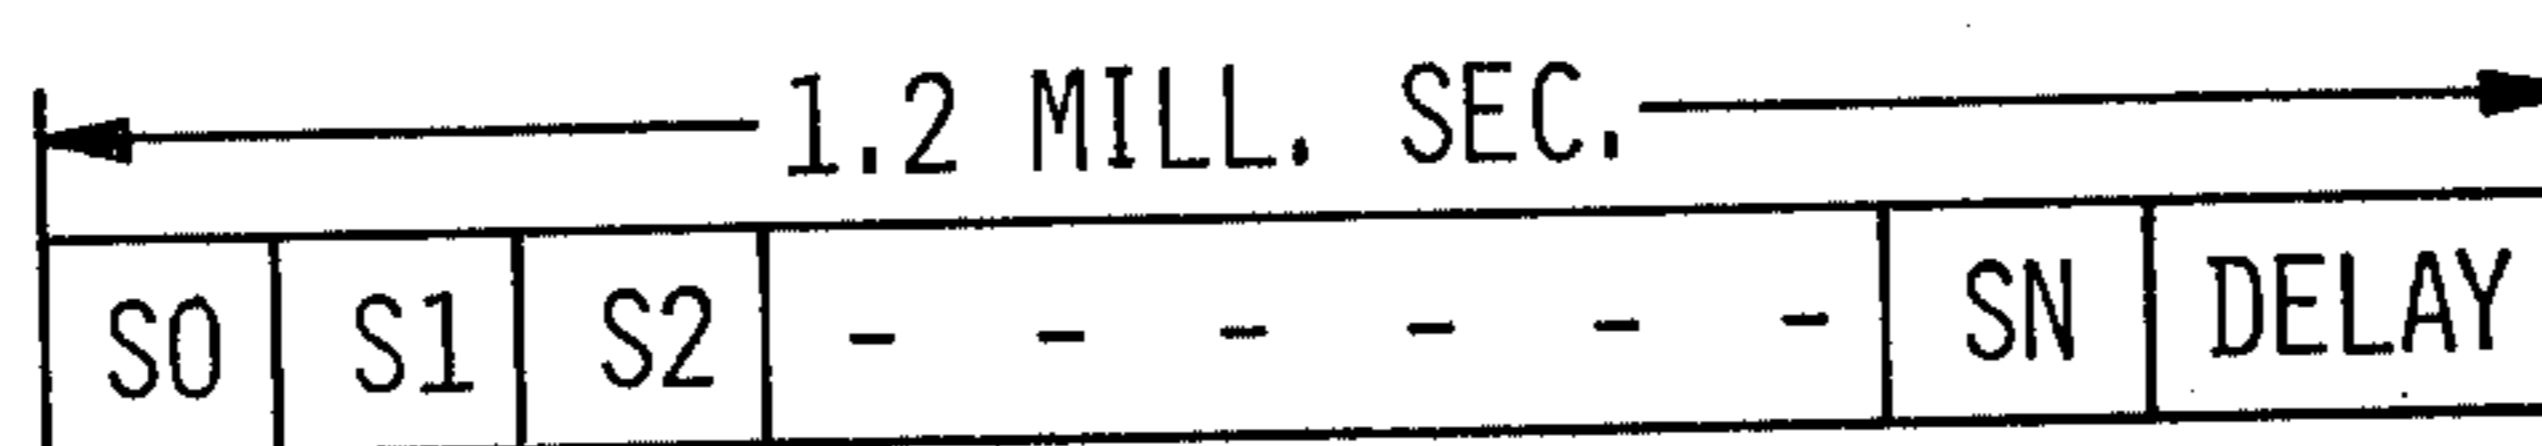 1.2 MILL. SEC.
S0 S1 S2 - - - - - - SN DELAY